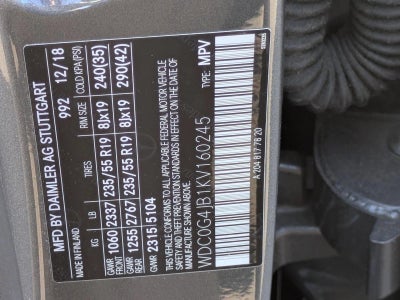 MFD BY DAIMLER AG STUTTGART
992 12/18
MADE IN FINLAND
KG LB TIRES RIM SIZE COLD KPA(PSI)
GAWR FRONT 1060 2337 235/55 R19 8Jx19 240(35)
GAWR REAR 1255 2767 235/55 R19 8Jx19 290(42)
GVWR 2315 5104
THIS VEHICLE CONFORMS TO ALL APPLICABLE FEDERAL MOTOR VEHICLE
SAFETY AND THEFT PREVENTION STANDARDS IN EFFECT ON THE DATE OF
MANUFACTURE SHOWN ABOVE.
WDC0G4JB1KV160245 TYPE: MPV
A 204 817 76 20